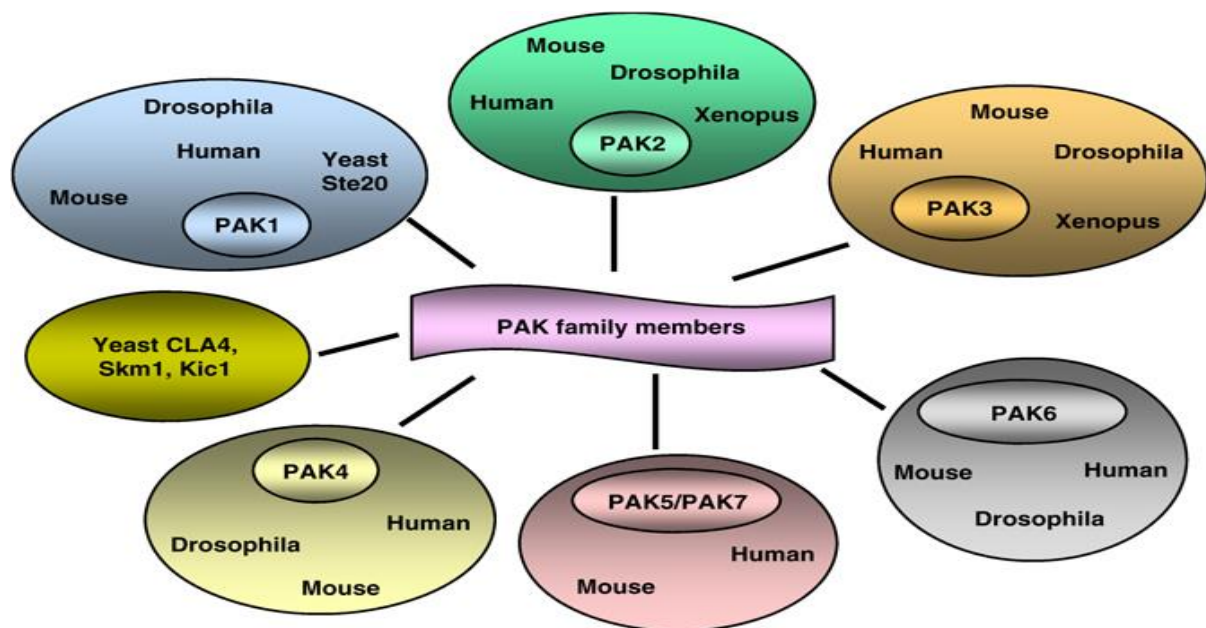 Drosophila
Human
Yeast
Ste20
Mouse
PAK1
Mouse
Drosophila
Human
Xenopus
PAK2
Mouse
Human
Drosophila
PAK3
Xenopus
PAK family members
Yeast CLA4,
Skm1, Kic1
PAK4
Human
Drosophila
Mouse
PAK5/PAK7
Human
Mouse
PAK6
Mouse
Human
Drosophila